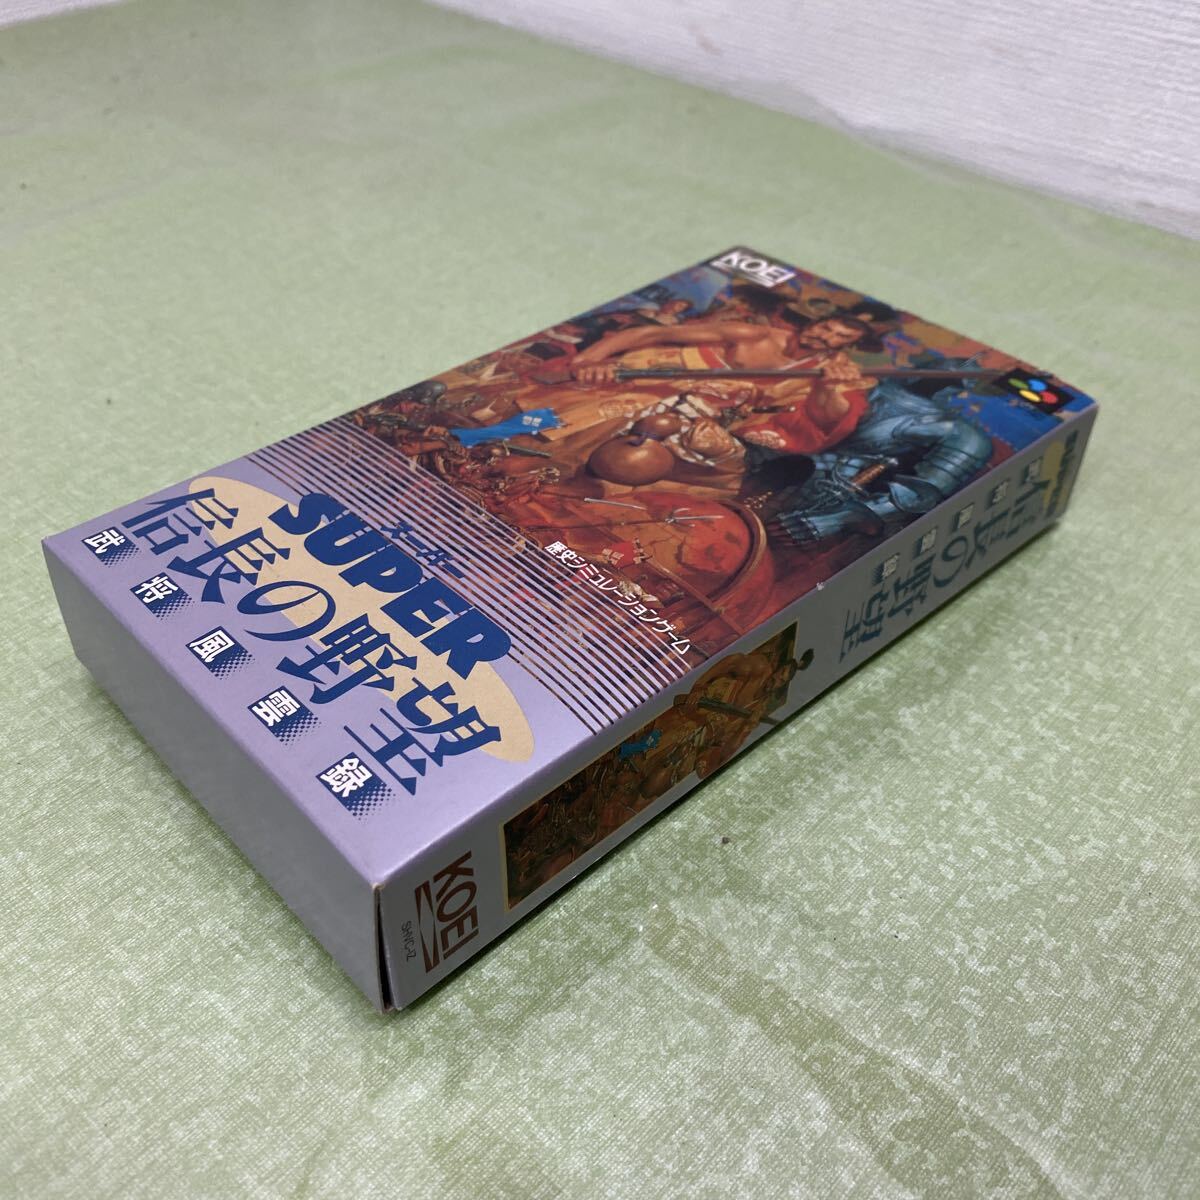 KOEI
歴史シミュレーションゲーム
SUPER
スーパー
信長の野望
武将風雲録
KOEI
SHVC-IZ
信長の野望
武将風雲録